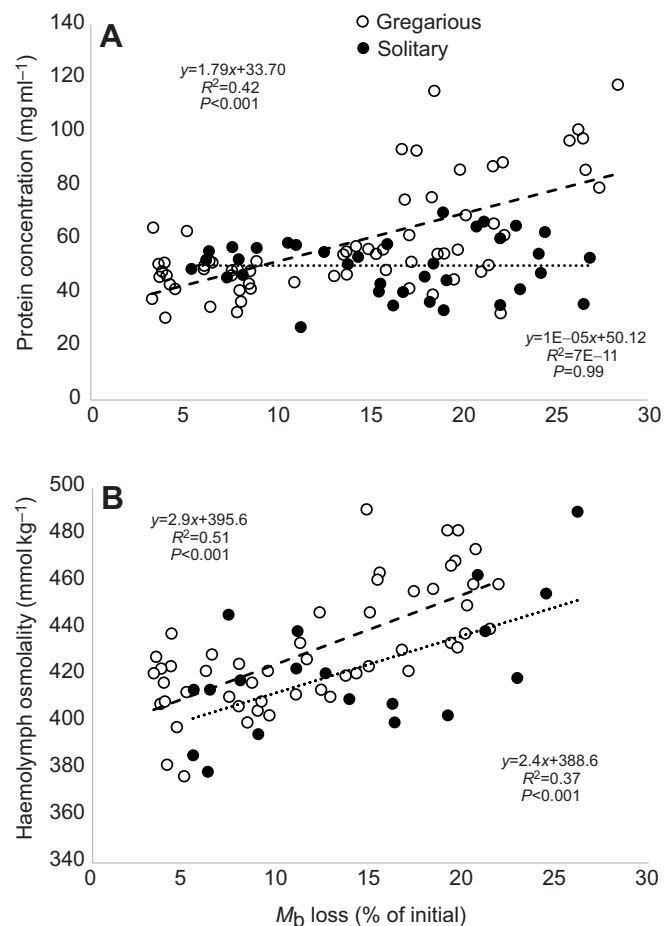 Gregarious
Solitary
A
140
120
100
80
60
40
20
0
Protein concentration (mg ml⁻¹)
y=1.79x+33.70
R²=0.42
P<0.001
y=1E–05x+50.12
R²=7E–11
P=0.99
0 5 10 15 20 25 30
B
500
480
460
440
420
400
380
360
340
Haemolymph osmolality (mmol kg⁻¹)
y=2.9x+395.6
R²=0.51
P<0.001
y=2.4x+388.6
R²=0.37
P<0.001
0 5 10 15 20 25 30
Mb loss (% of initial)